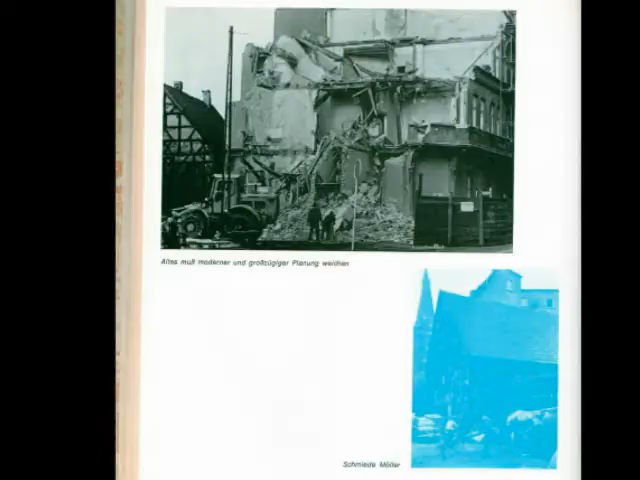 Altes muß moderner und großzügiger Planung weichen
Schmiede Möller